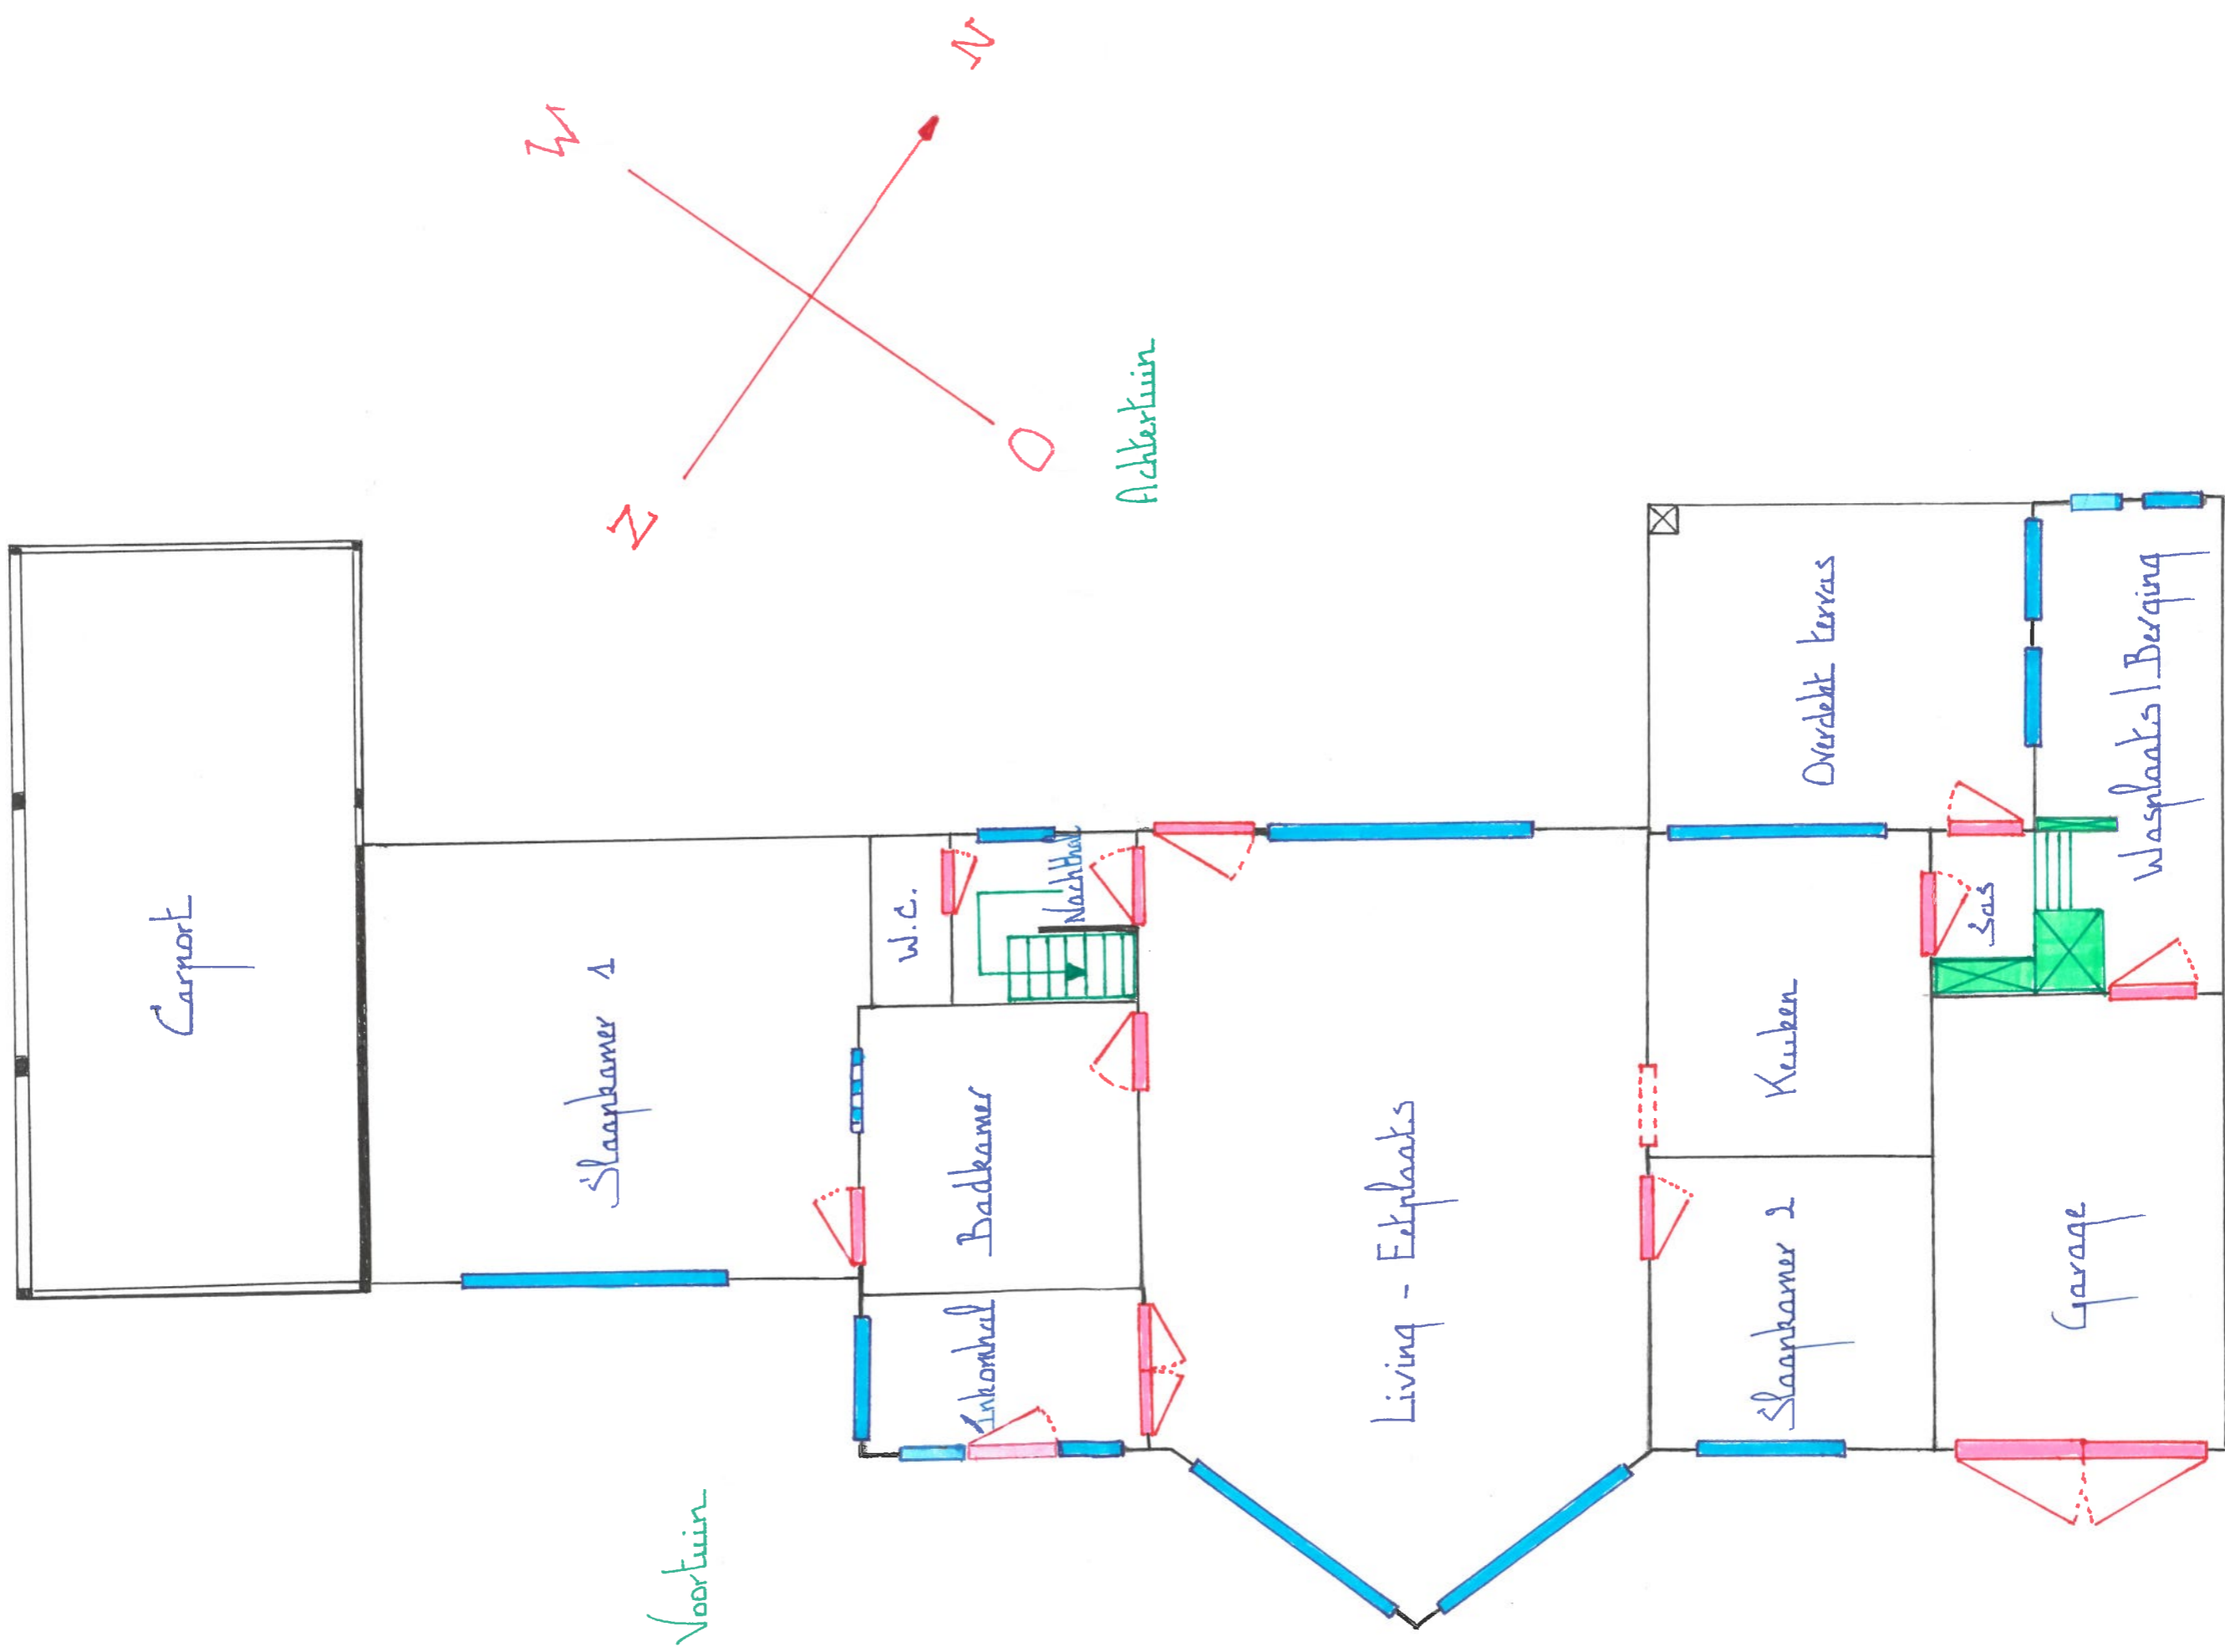 Carport
Slaapkamer 1
W.C.
Nachthal
Badkamer
Inkomhal
Living - Eetplaats
Keuken
Slaapkamer 2
Sas
Garage
Overdekt terras
Wasplaats / Berging
Voortuin
Achtertuin
N
W
O
Z